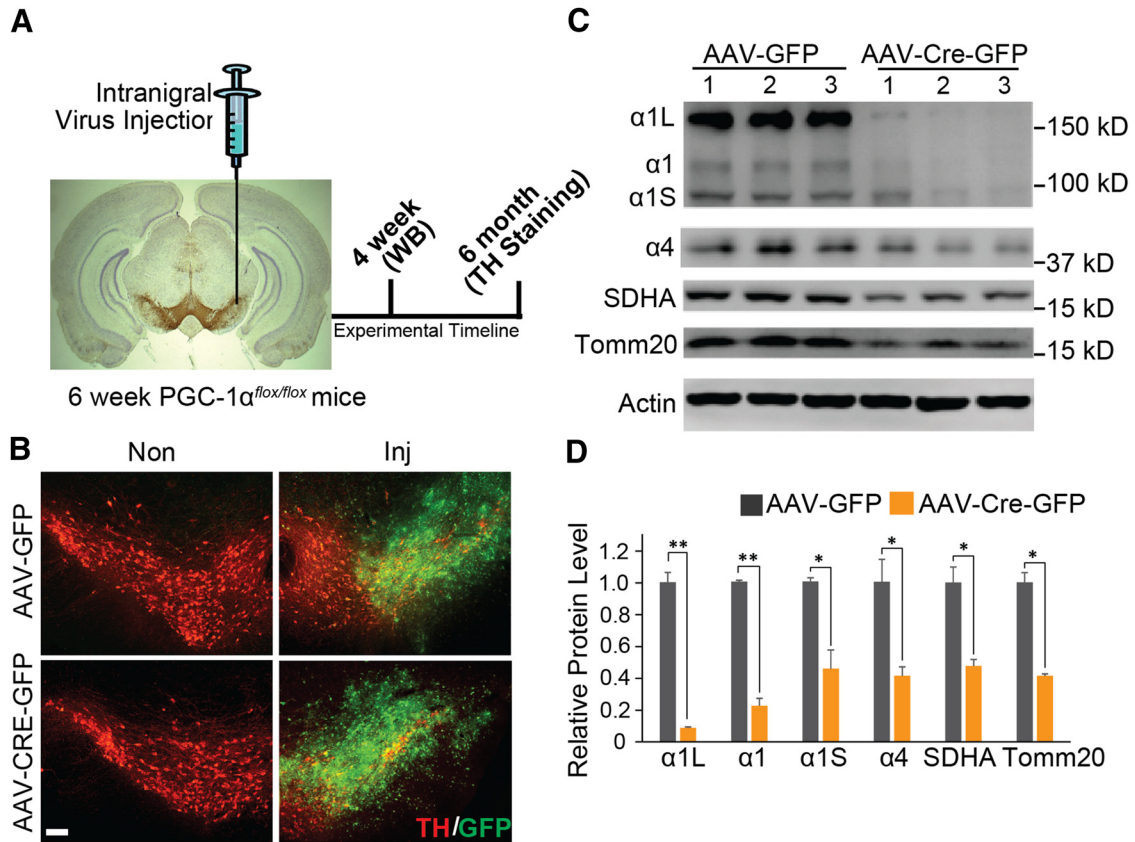 A
Intranigral
Virus Injection
4 week
(WB)
6 month
(TH Staining)
Experimental Timeline
6 week PGC-1α flox/flox mice
B
Non
Inj
AAV-GFP
AAV-CRE-GFP
TH/GFP
C
AAV-GFP
AAV-Cre-GFP
1 2 3 1 2 3
α1L
α1
α1S
150 kD
100 kD
α4
37 kD
SDHA
15 kD
Tomm20
15 kD
Actin
D
AAV-GFP
AAV-Cre-GFP
Relative Protein Level
1.2
1.0
0.8
0.6
0.4
0.2
0
** ** * * * *
α1L α1 α1S α4 SDHA Tomm20